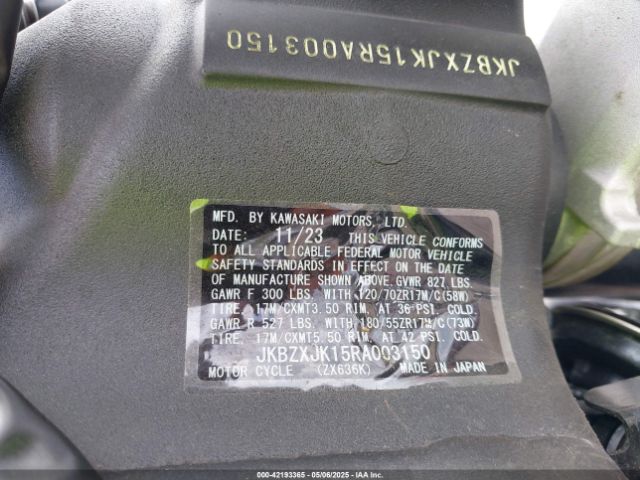 JKBZXJK15RA003150
MFD. BY KAWASAKI MOTORS, LTD.
DATE: 11/23 THIS VEHICLE CONFORMS
TO ALL APPLICABLE FEDERAL MOTOR VEHICLE
SAFETY STANDARDS IN EFFECT ON THE DATE
OF MANUFACTURE SHOWN ABOVE. GVWR 827 LBS.
GAWR F 300 LBS. WITH 120/70ZR17M/C(58W)
TIRE, 17M/CXMT3.50 RIM, AT 36 PSI. COLD.
GAWR R 527 LBS. WITH 180/55ZR17M/C(73W)
TIRE, 17M/CXMT5.50 RIM, AT 42 PSI. COLD.
JKBZXJK15RA003150
MOTOR CYCLE (ZX636K) MADE IN JAPAN
000-42193365 - 05/06/2025 - IAAI.COM